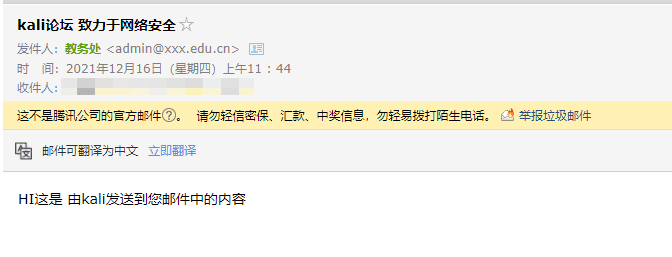 kali论坛 致力于网络安全
发件人：教务处 <admin@xxx.edu.cn>
时　间：2021年12月16日（星期四）上午11：44
收件人：
这不是腾讯公司的官方邮件?。 请勿轻信密保、汇款、中奖信息，勿轻易拨打陌生电话。 举报垃圾邮件
邮件可翻译为中文 立即翻译
HI这是 由kali发送到您邮件中的内容